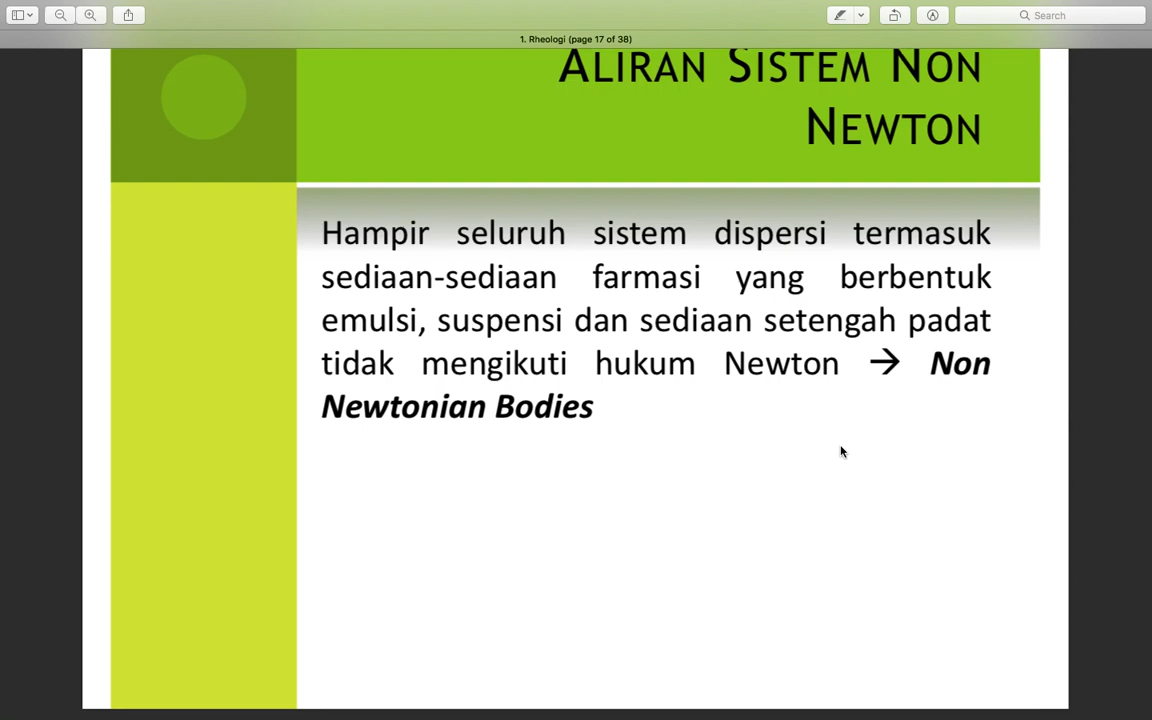 Search
1. Rheologi (page 17 of 38)
ALIRAN SISTEM NON
NEWTON
Hampir seluruh sistem dispersi termasuk
sediaan-sediaan farmasi yang berbentuk
emulsi, suspensi dan sediaan setengah padat
tidak mengikuti hukum Newton → Non
Newtonian Bodies